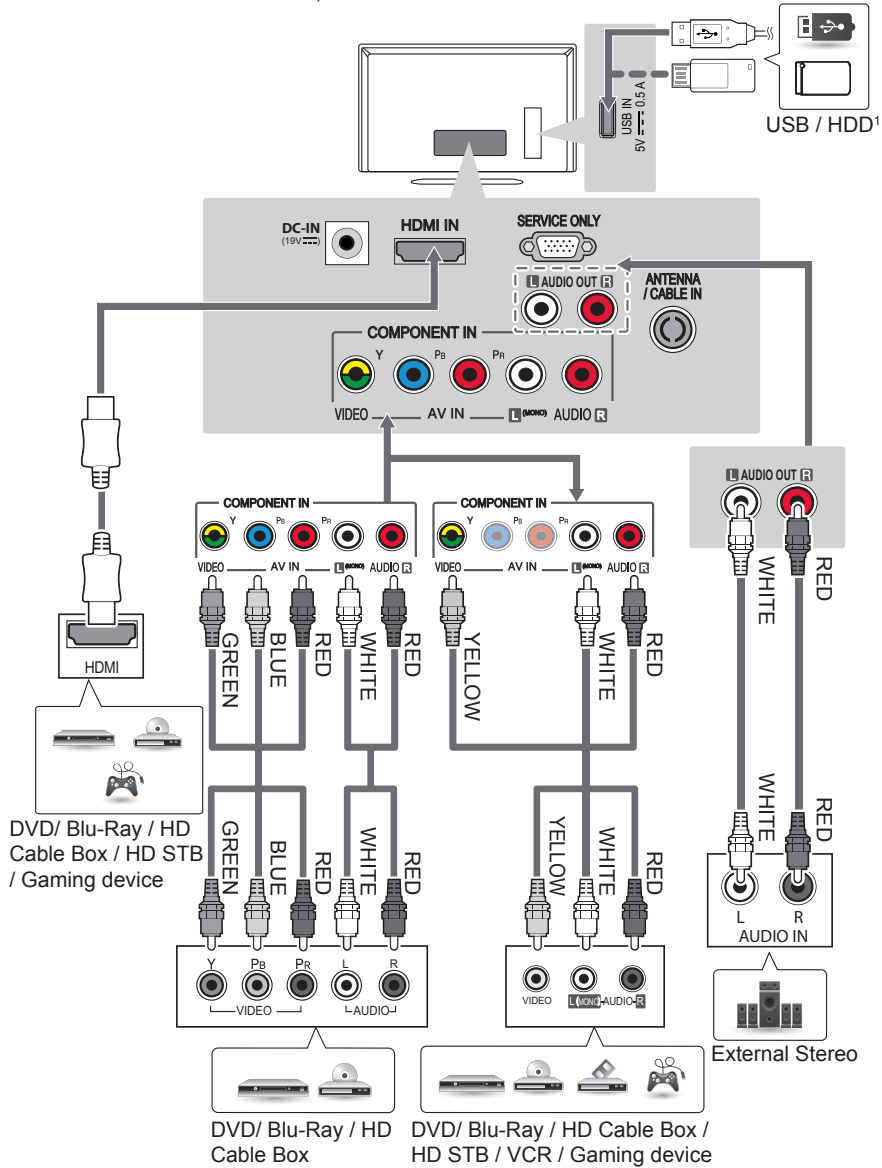 USB IN
5V ⎓ 0.5 A
USB / HDD¹
DC-IN
(19V ⎓)
HDMI IN
SERVICE ONLY
L AUDIO OUT R
ANTENNA
/ CABLE IN
COMPONENT IN
Y PB PR
VIDEO AV IN L(MONO) AUDIO R
L AUDIO OUT R
COMPONENT IN
Y PB PR
VIDEO AV IN L(MONO) AUDIO R
COMPONENT IN
Y PB PR
VIDEO AV IN L(MONO) AUDIO R
GREEN
BLUE
RED
WHITE
RED
YELLOW
WHITE
RED
WHITE
RED
HDMI
DVD/ Blu-Ray / HD
Cable Box / HD STB
/ Gaming device
GREEN
BLUE
RED
WHITE
RED
YELLOW
WHITE
RED
WHITE
RED
Y PB PR L R
VIDEO AUDIO
VIDEO L(MONO)-AUDIO-R
L R
AUDIO IN
External Stereo
DVD/ Blu-Ray / HD
Cable Box
DVD/ Blu-Ray / HD Cable Box /
HD STB / VCR / Gaming device